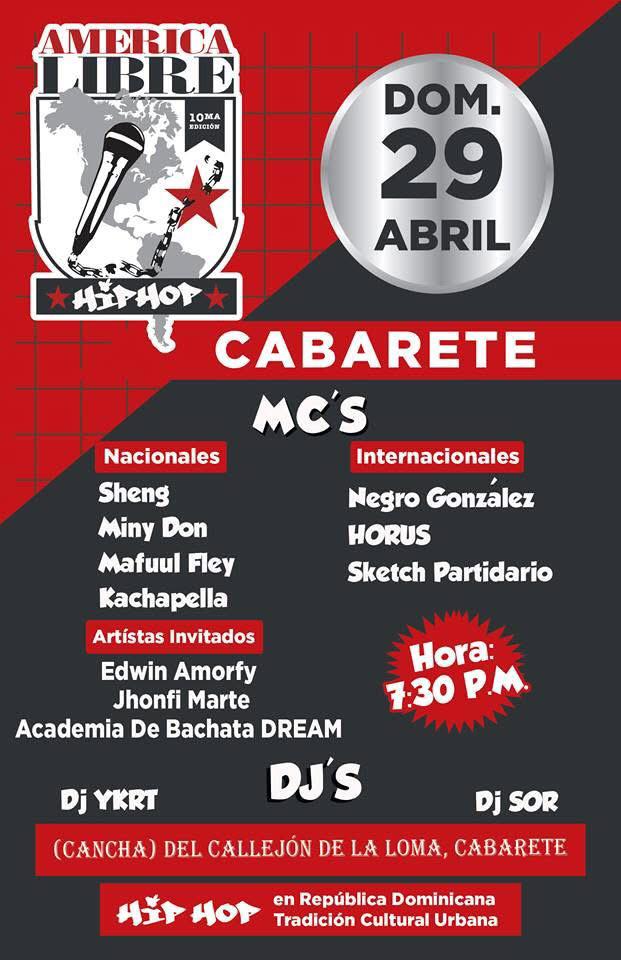 AMERICA
LIBRE
10MA
EDICIÓN
HIPHOP
DOM.
29
ABRIL
CABARETE
MC'S
Nacionales
Sheng
Miny Don
Mafuul Fley
Kachapella
Internacionales
Negro González
HORUS
Sketch Partidario
Artístas Invitados
Edwin Amorfy
Jhonfi Marte
Academia De Bachata DREAM
Hora:
7:30 P.M.
DJ'S
Dj YKRT
Dj SOR
(CANCHA) DEL CALLEJÓN DE LA LOMA, CABARETE
HIP HOP
en República Dominicana
Tradición Cultural Urbana